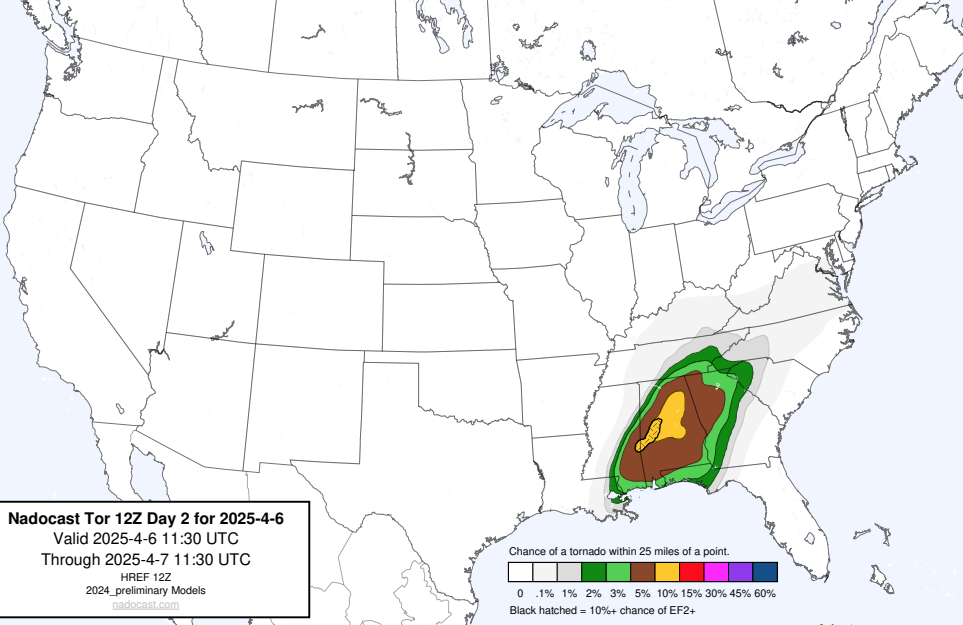 Nadocast Tor 12Z Day 2 for 2025-4-6
Valid 2025-4-6 11:30 UTC
Through 2025-4-7 11:30 UTC
HREF 12Z
2024_preliminary Models
nadocast.com
Chance of a tornado within 25 miles of a point.
0 .1% 1% 2% 3% 5% 10% 15% 30% 45% 60%
Black hatched = 10%+ chance of EF2+